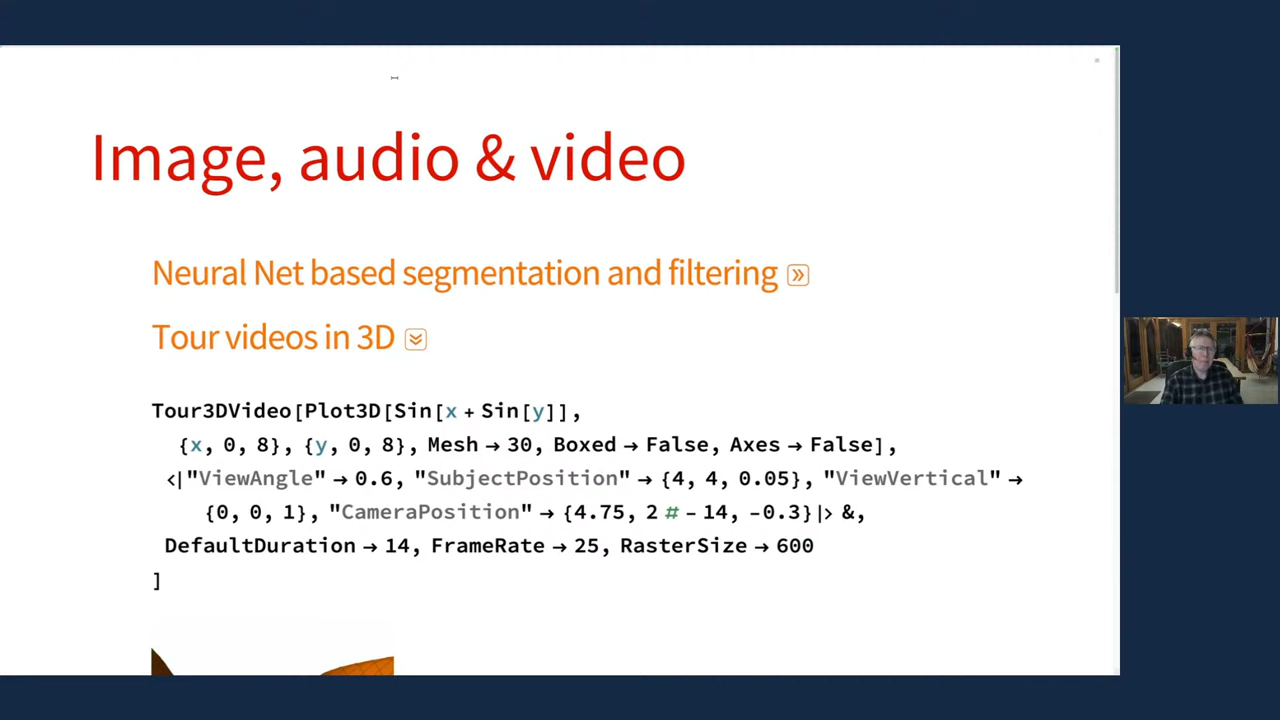 Image, audio & video
Neural Net based segmentation and filtering
Tour videos in 3D
Tour3DVideo[Plot3D[Sin[x + Sin[y]],
{x, 0, 8}, {y, 0, 8}, Mesh → 30, Boxed → False, Axes → False],
<|"ViewAngle" → 0.6, "SubjectPosition" → {4, 4, 0.05}, "ViewVertical" →
{0, 0, 1}, "CameraPosition" → {4.75, 2 # - 14, -0.3}|> &,
DefaultDuration → 14, FrameRate → 25, RasterSize → 600
]